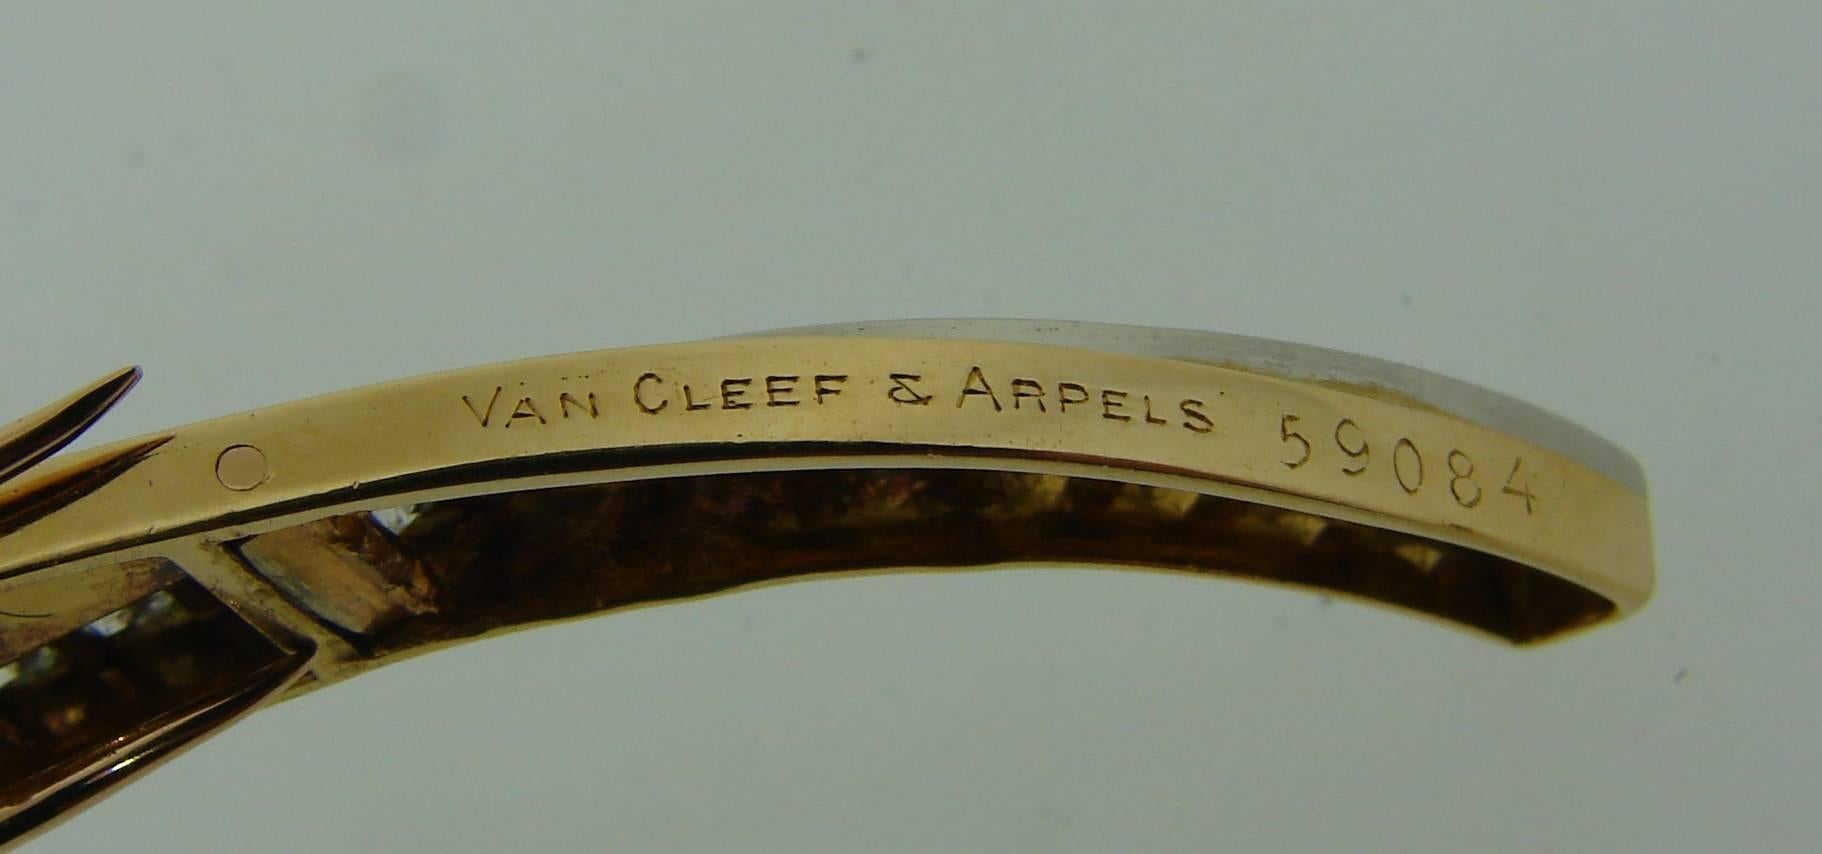 VAN CLEEF & ARPELS 59084